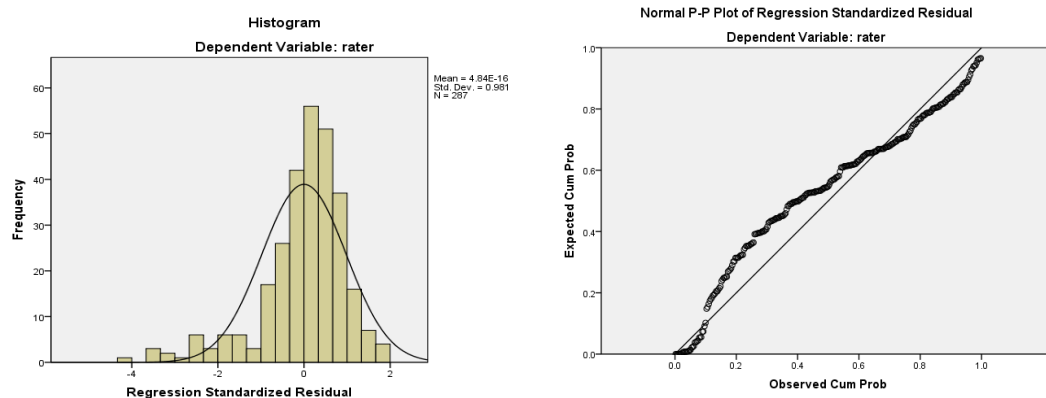 Histogram
Dependent Variable: rater
Mean = 4.84E-16
Std. Dev. = 0.981
N = 287
60
50
40
30
20
10
0
Frequency
-4
-2
0
2
Regression Standardized Residual
Normal P-P Plot of Regression Standardized Residual
Dependent Variable: rater
1.0
0.8
0.6
0.4
0.2
0.0
Expected Cum Prob
0.0
0.2
0.4
0.6
0.8
1.0
Observed Cum Prob